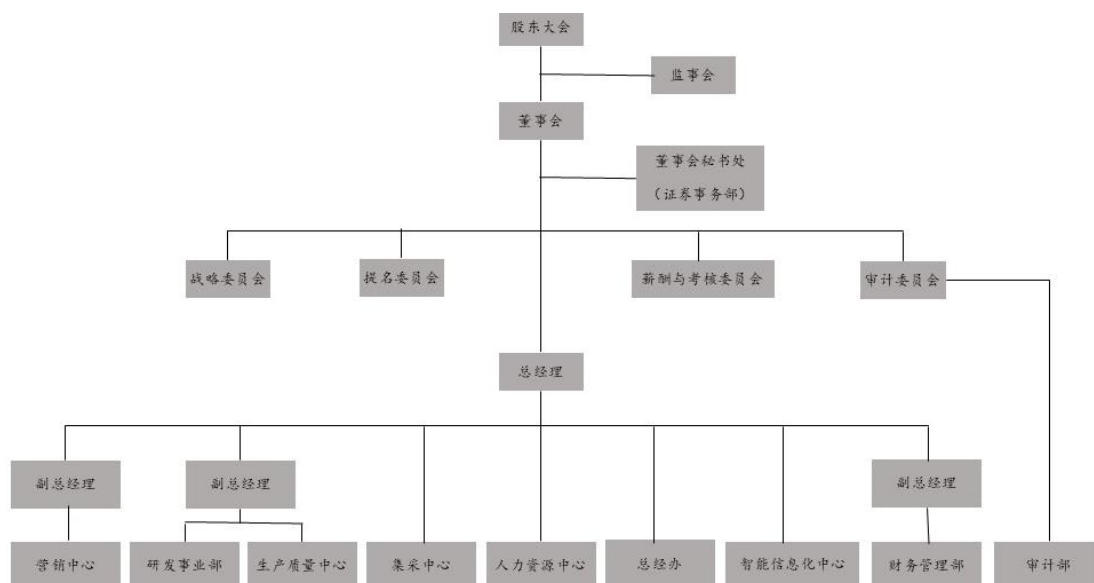 股东大会
监事会
董事会
董事会秘书处
（证券事务部）
战略委员会
提名委员会
薪酬与考核委员会
审计委员会
总经理
副总经理
副总经理
副总经理
营销中心
研发事业部
生产质量中心
集采中心
人力资源中心
总经办
智能信息化中心
财务管理部
审计部